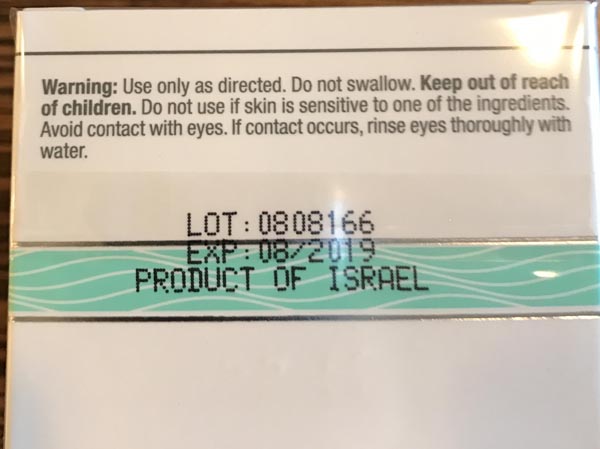 Warning: Use only as directed. Do not swallow. Keep out of reach
of children. Do not use if skin is sensitive to one of the ingredients.
Avoid contact with eyes. If contact occurs, rinse eyes thoroughly with
water.
LOT: 0808166
EXP: 08/2019
PRODUCT OF ISRAEL